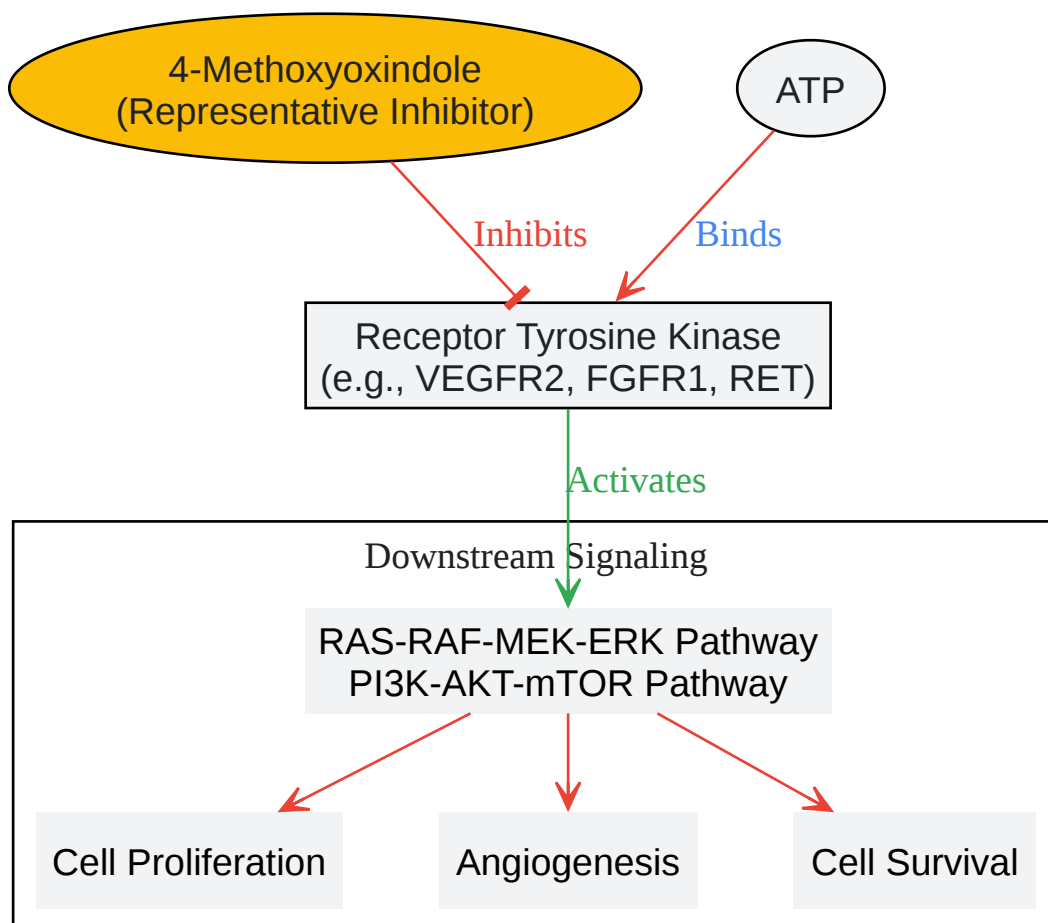 4-Methoxyoxindole
(Representative Inhibitor)
ATP
Inhibits
Binds
Receptor Tyrosine Kinase
(e.g., VEGFR2, FGFR1, RET)
Activates
Downstream Signaling
RAS-RAF-MEK-ERK Pathway
PI3K-AKT-mTOR Pathway
Cell Proliferation
Angiogenesis
Cell Survival